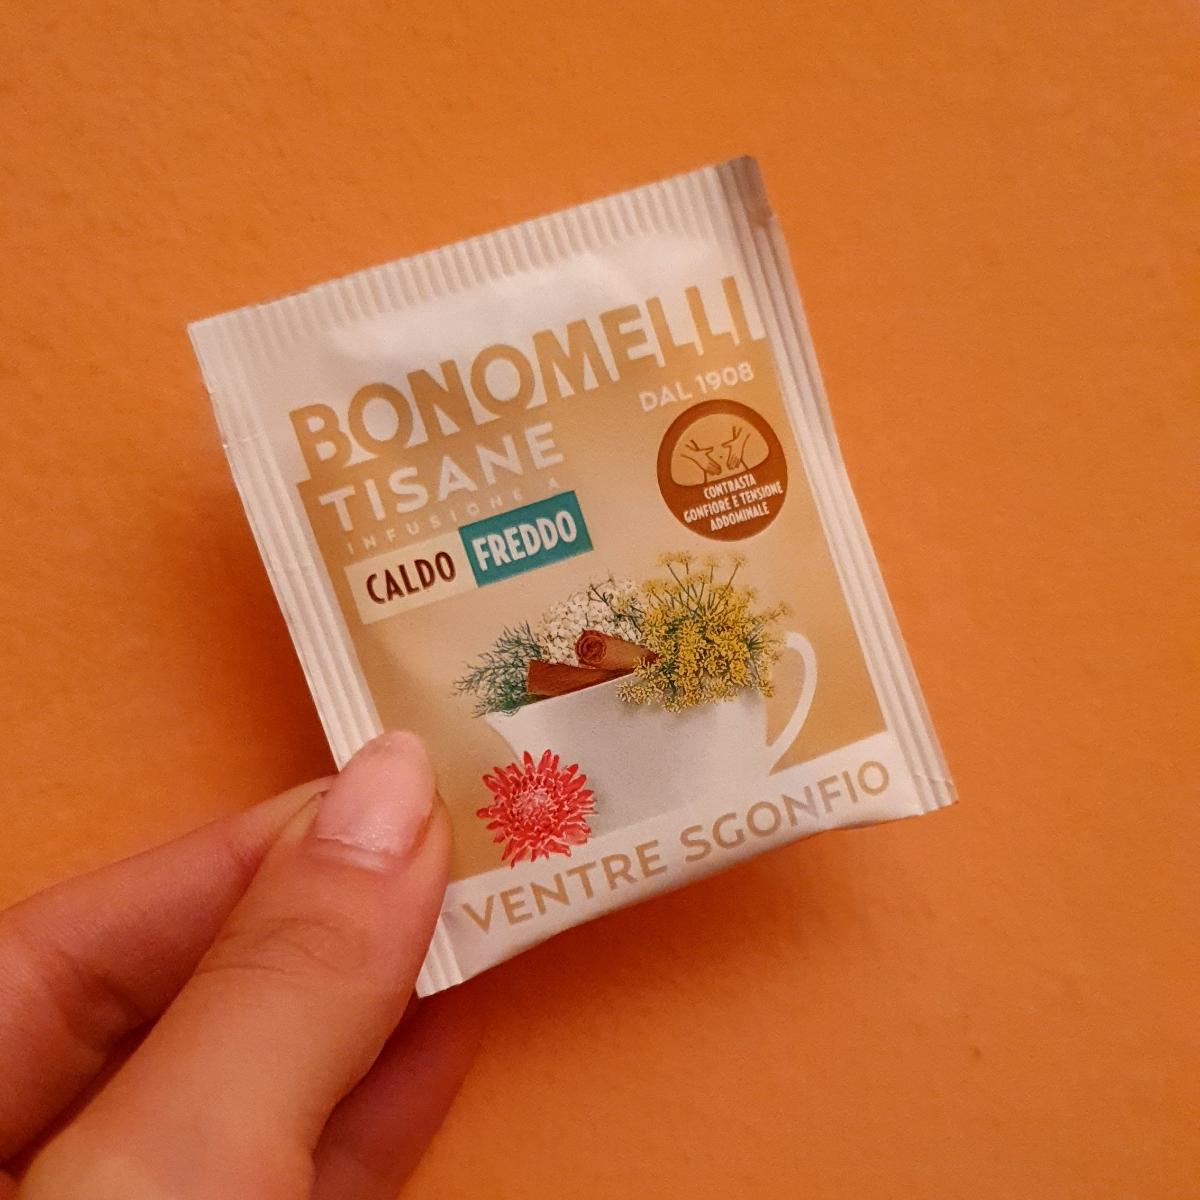 BONOMELLI
DAL 1908
TISANE
INFUSIONE A
CALDO FREDDO
CONTRASTA
GONFIORE E TENSIONE
ADDOMINALE
VENTRE SGONFIO